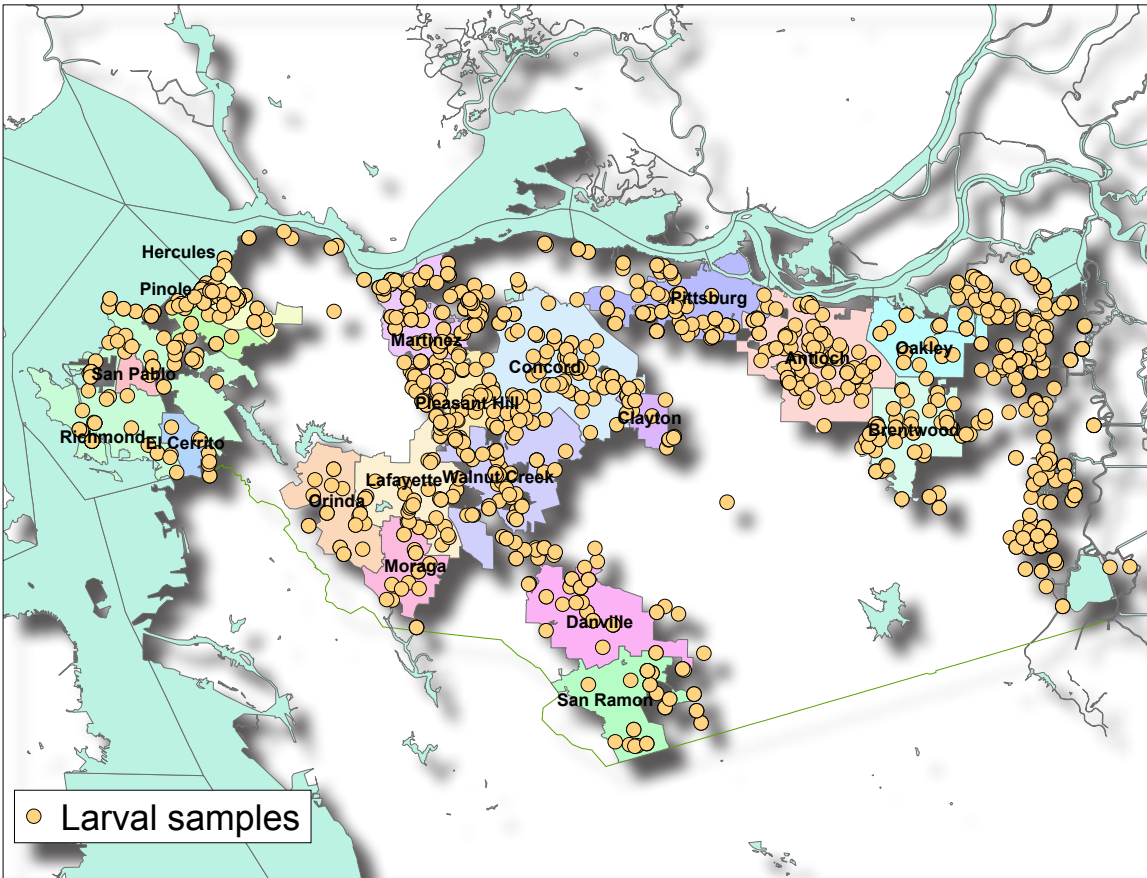 Hercules
Pinole
Pittsburg
Martinez
Antioch
Oakley
San Pablo
Concord
Pleasant Hill
Clayton
Richmond
El Cerrito
Brentwood
Lafayette
Walnut Creek
Orinda
Moraga
Danville
San Ramon
Larval samples